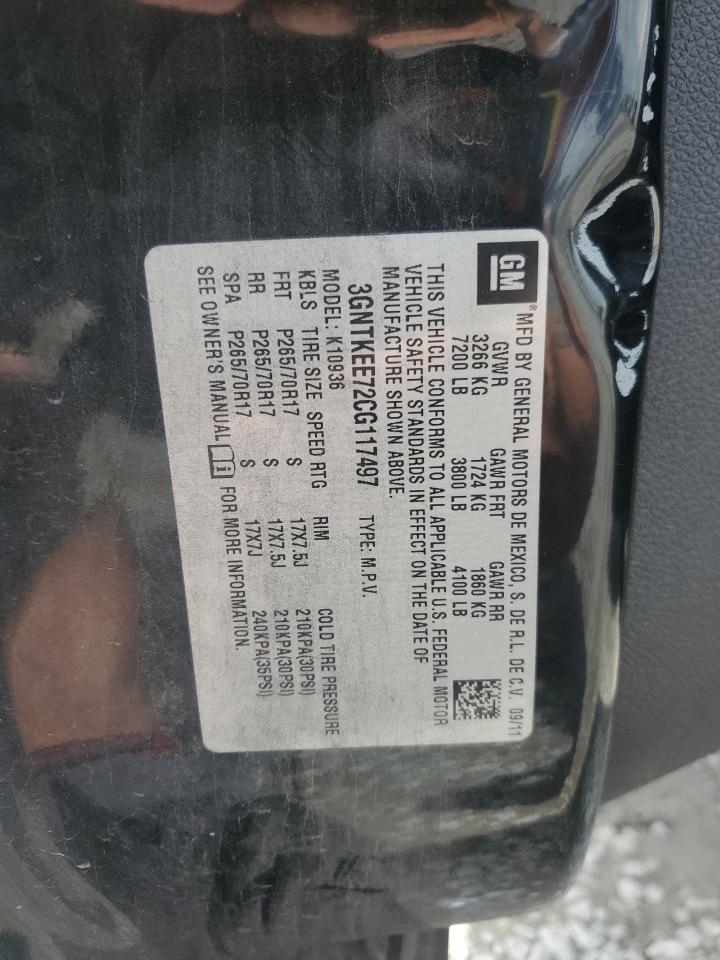 GM
® MFD BY GENERAL MOTORS DE MEXICO, S. DE R.L. DE C.V. 09/11
GVWR GAWR FRT GAWR RR
3266 KG 1724 KG 1860 KG
7200 LB 3800 LB 4100 LB
THIS VEHICLE CONFORMS TO ALL APPLICABLE U.S. FEDERAL MOTOR
VEHICLE SAFETY STANDARDS IN EFFECT ON THE DATE OF
MANUFACTURE SHOWN ABOVE.
3GNTKEE72CG117497 TYPE: M.P.V.
MODEL: K10936
KBLS TIRE SIZE SPEED RTG RIM COLD TIRE PRESSURE
FRT P265/70R17 S 17X7.5J 210KPA(30PSI)
RR P265/70R17 S 17X7.5J 210KPA(30PSI)
SPA P265/70R17 S 17X7J 240KPA(35PSI)
SEE OWNER'S MANUAL FOR MORE INFORMATION.